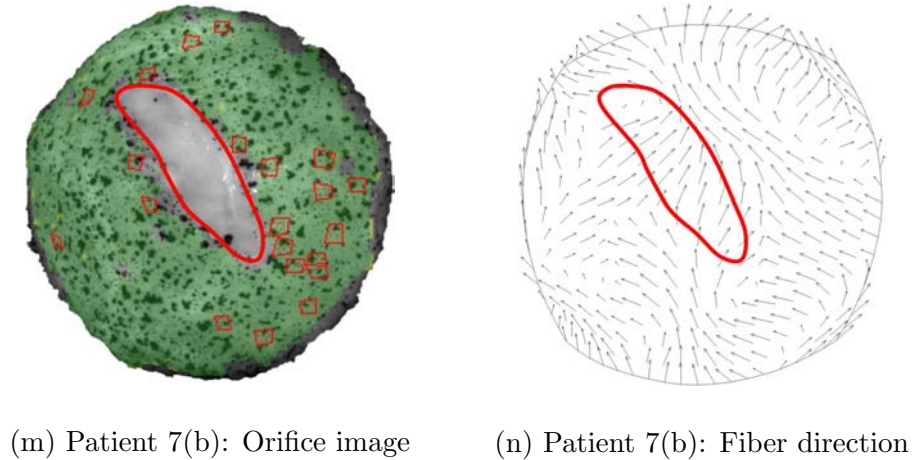 (m) Patient 7(b): Orifice image
(n) Patient 7(b): Fiber direction